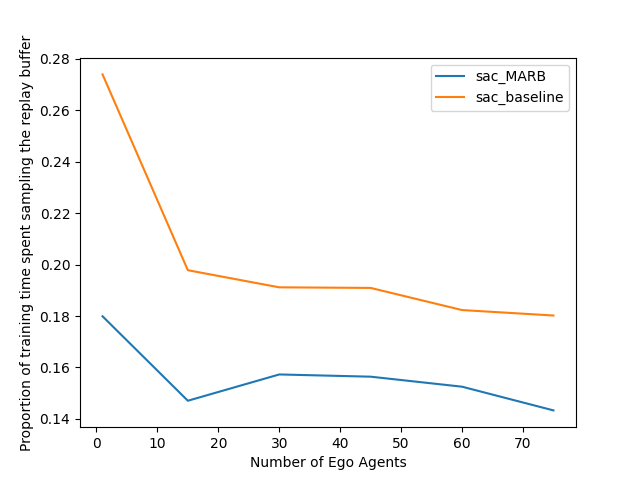 Proportion of training time spent sampling the replay buffer
0.28
0.26
0.24
0.22
0.20
0.18
0.16
0.14
sac_MARB
sac_baseline
0 10 20 30 40 50 60 70
Number of Ego Agents